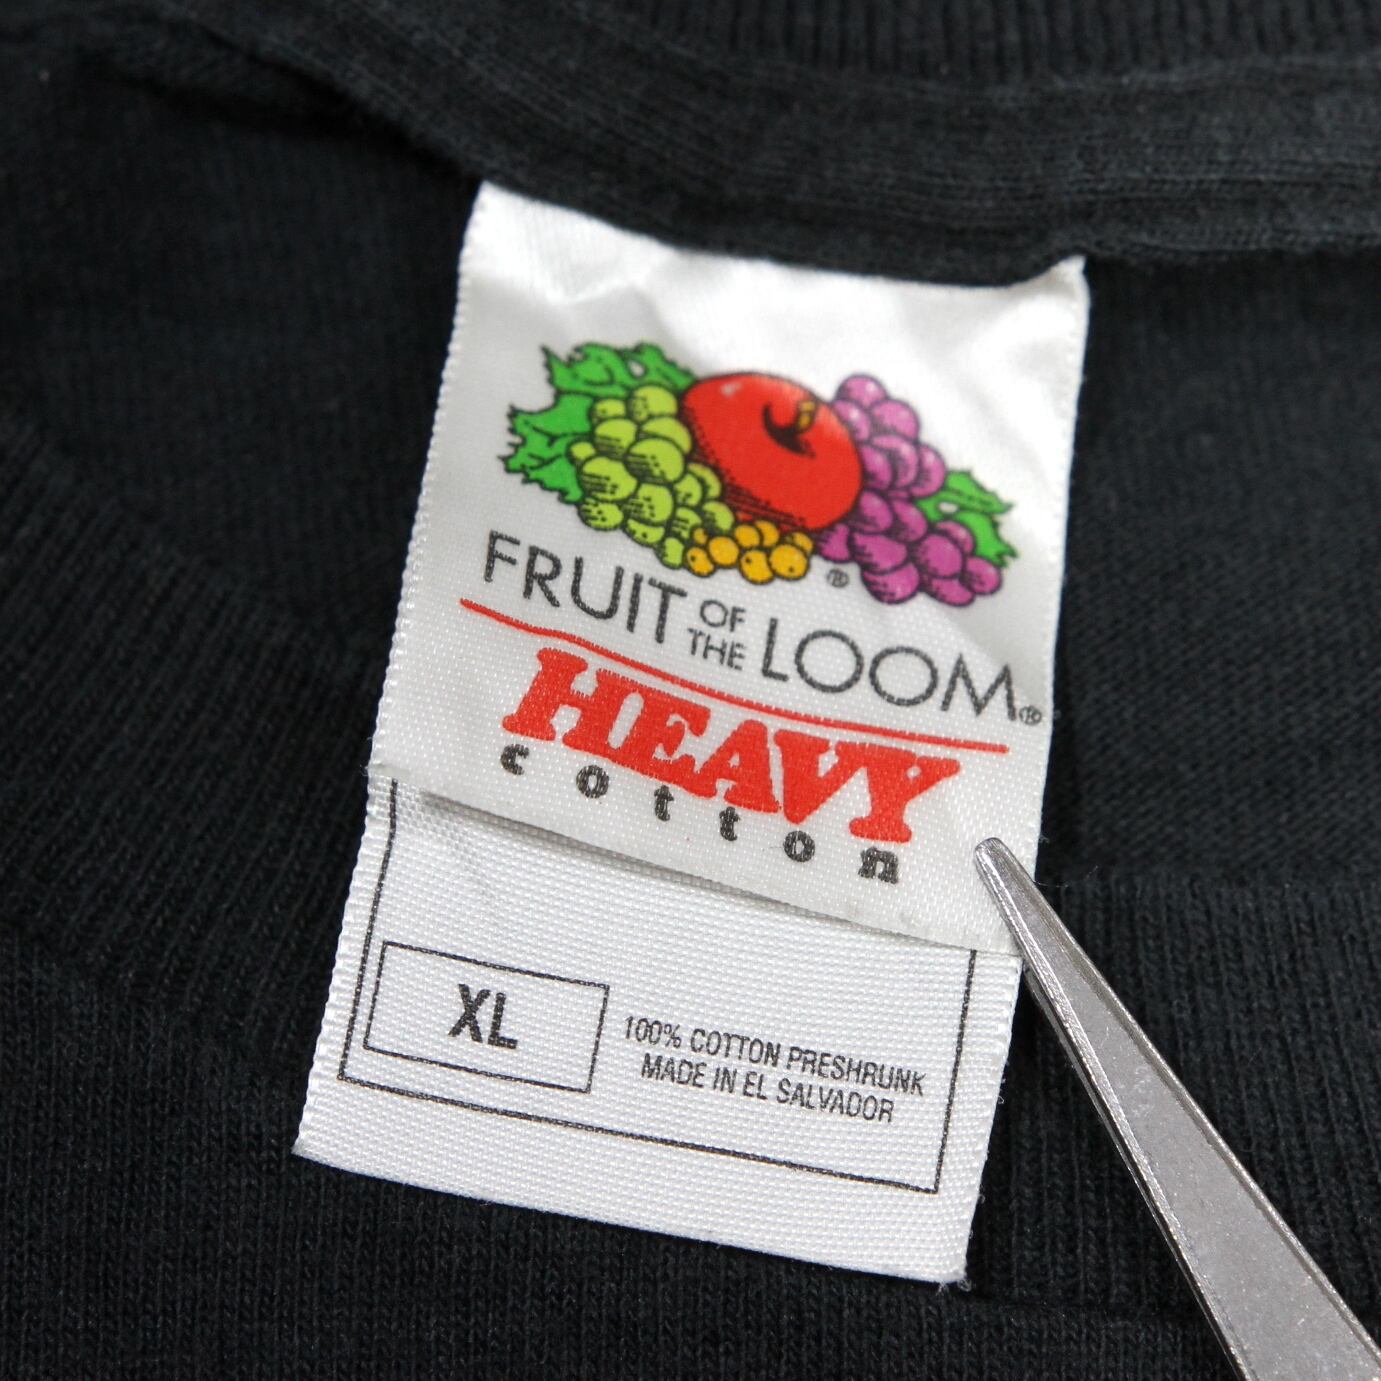 ®
FRUIT OF THE LOOM®
HEAVY
cotton
XL
100% COTTON PRESHRUNK
MADE IN EL SALVADOR